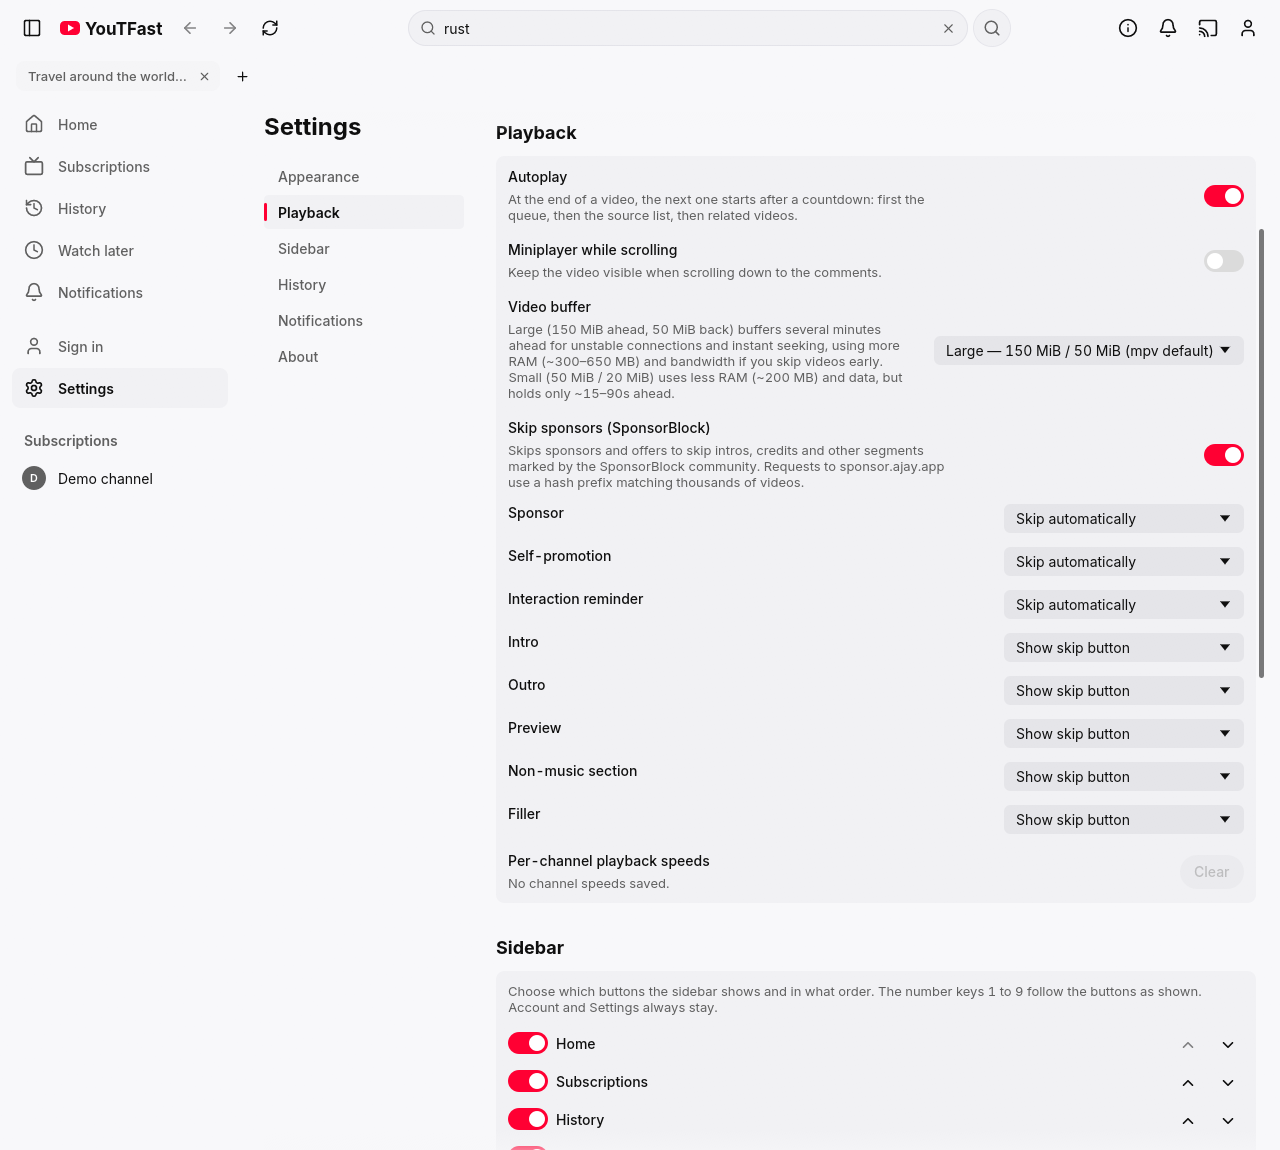 YouTFast
rust
Travel around the world...
Home
Subscriptions
History
Watch later
Notifications
Sign in
Settings
Subscriptions
D
Demo channel
Settings
Appearance
Playback
Sidebar
History
Notifications
About
Playback
Autoplay
At the end of a video, the next one starts after a countdown: first the
queue, then the source list, then related videos.
Miniplayer while scrolling
Keep the video visible when scrolling down to the comments.
Video buffer
Large (150 MiB ahead, 50 MiB back) buffers several minutes
ahead for unstable connections and instant seeking, using more
RAM (~300–650 MB) and bandwidth if you skip videos early.
Small (50 MiB / 20 MiB) uses less RAM (~200 MB) and data, but
holds only ~15–90s ahead.
Large — 150 MiB / 50 MiB (mpv default)
Skip sponsors (SponsorBlock)
Skips sponsors and offers to skip intros, credits and other segments
marked by the SponsorBlock community. Requests to sponsor.ajay.app
use a hash prefix matching thousands of videos.
Sponsor
Skip automatically
Self-promotion
Skip automatically
Interaction reminder
Skip automatically
Intro
Show skip button
Outro
Show skip button
Preview
Show skip button
Non-music section
Show skip button
Filler
Show skip button
Per-channel playback speeds
No channel speeds saved.
Clear
Sidebar
Choose which buttons the sidebar shows and in what order. The number keys 1 to 9 follow the buttons as shown.
Account and Settings always stay.
Home
Subscriptions
History